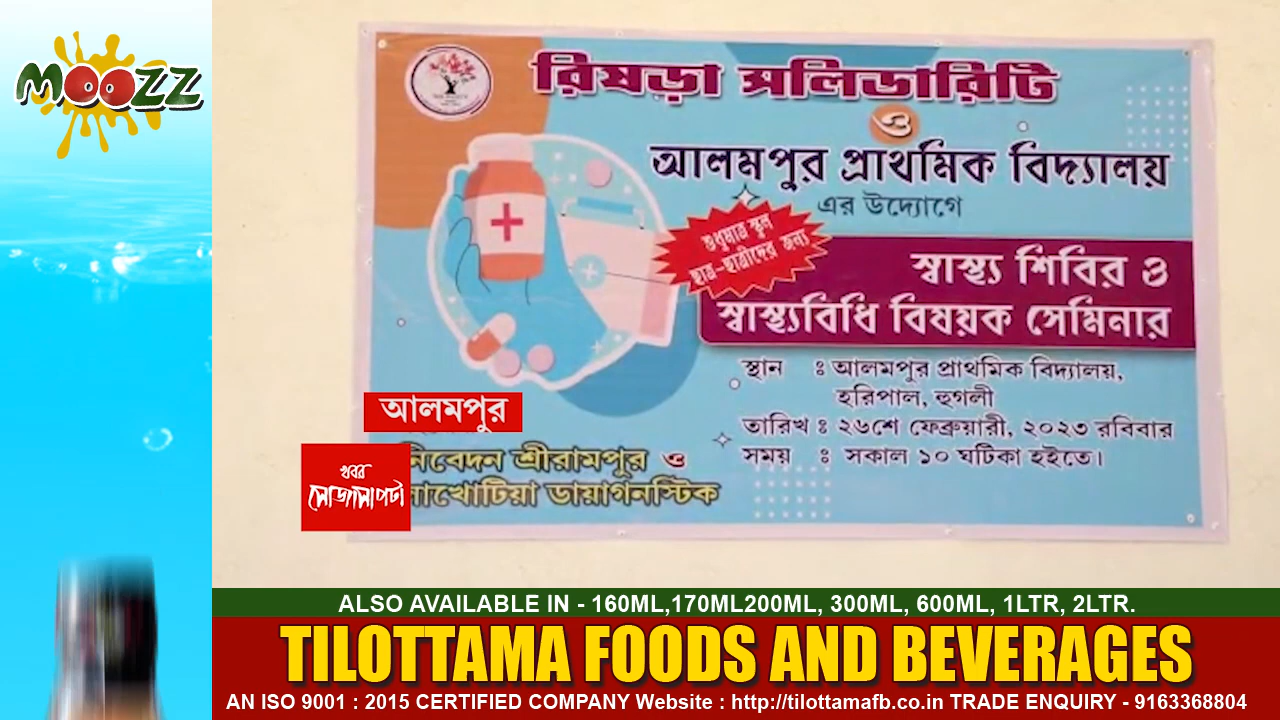 MOOZZ
রিষড়া সলিডারিটি
ও
আলমপুর প্রাথমিক বিদ্যালয়
এর উদ্যোগে
শুধুমাত্র স্কুল
ছাত্র-ছাত্রীদের জন্য
স্বাস্থ্য শিবির ও
স্বাস্থ্যবিধি বিষয়ক সেমিনার
স্থান : আলমপুর প্রাথমিক বিদ্যালয়,
হরিপাল, হুগলী
তারিখ : ২৬শে ফেব্রুয়ারী, ২০২৩ রবিবার
সময় : সকাল ১০ ঘটিকা হইতে।
আলমপুর
খবর
সোজাসাপটা
নিবেদন শ্রীরামপুর ও
ডায়াগনস্টিক
ALSO AVAILABLE IN - 160ML,170ML200ML, 300ML, 600ML, 1LTR, 2LTR.
TILOTTAMA FOODS AND BEVERAGES
AN ISO 9001 : 2015 CERTIFIED COMPANY Website : http://tilottamafb.co.in TRADE ENQUIRY - 9163368804